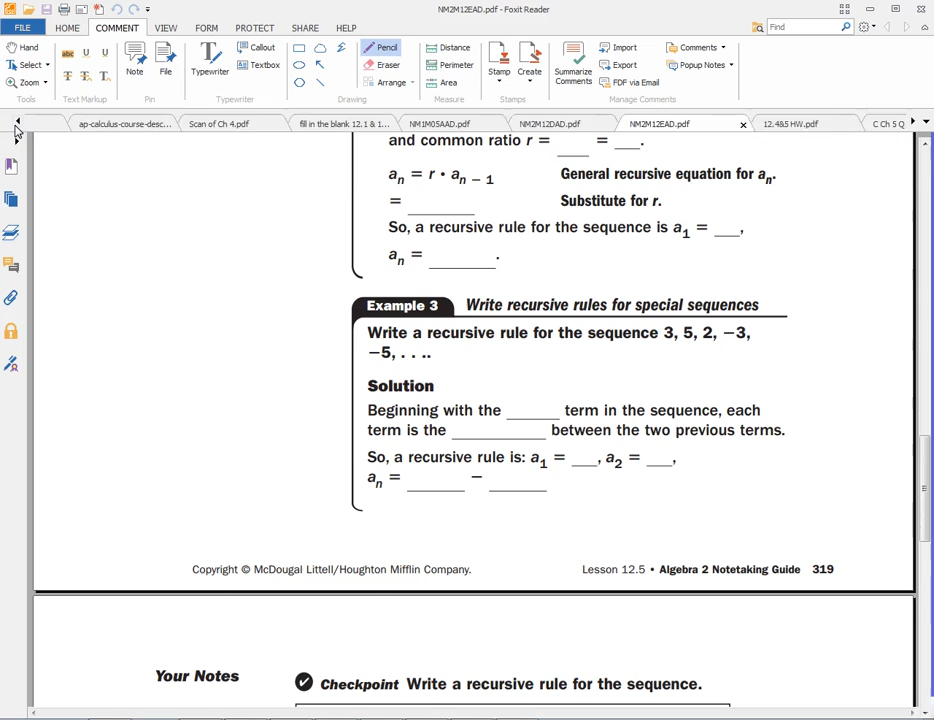 NM2M12EAD.pdf - Foxit Reader
FILE HOME COMMENT VIEW FORM PROTECT SHARE HELP
Find
Hand
Select
Zoom
Tools
abc U U
T T T
Text Markup
Note
File
Pin
Typewriter
Callout
Textbox
Typewriter
Pencil
Eraser
Arrange
Drawing
Distance
Perimeter
Area
Measure
Stamp
Create
Stamps
Summarize
Comments
Import
Export
FDF via Email
Comments
Popup Notes
Manage Comments
ap-calculus-course-desc... Scan of Ch 4.pdf fill in the blank 12. 1 & 1... NM1M05AAD.pdf NM2M12DAD.pdf NM2M12EAD.pdf 12.4&5 HW.pdf C Ch 5 Q
and common ratio r = ___ = ___.
aₙ = r • aₙ ₋ ₁ General recursive equation for aₙ.
= ________ Substitute for r.
So, a recursive rule for the sequence is a₁ = ___,
aₙ = ________.
Example 3 Write recursive rules for special sequences
Write a recursive rule for the sequence 3, 5, 2, −3,
−5, . . ..
Solution
Beginning with the ______ term in the sequence, each
term is the __________ between the two previous terms.
So, a recursive rule is: a₁ = ___, a₂ = ___,
aₙ = ______ − ______
Copyright © McDougal Littell/Houghton Mifflin Company. Lesson 12.5 • Algebra 2 Notetaking Guide 319
Your Notes
Checkpoint Write a recursive rule for the sequence.